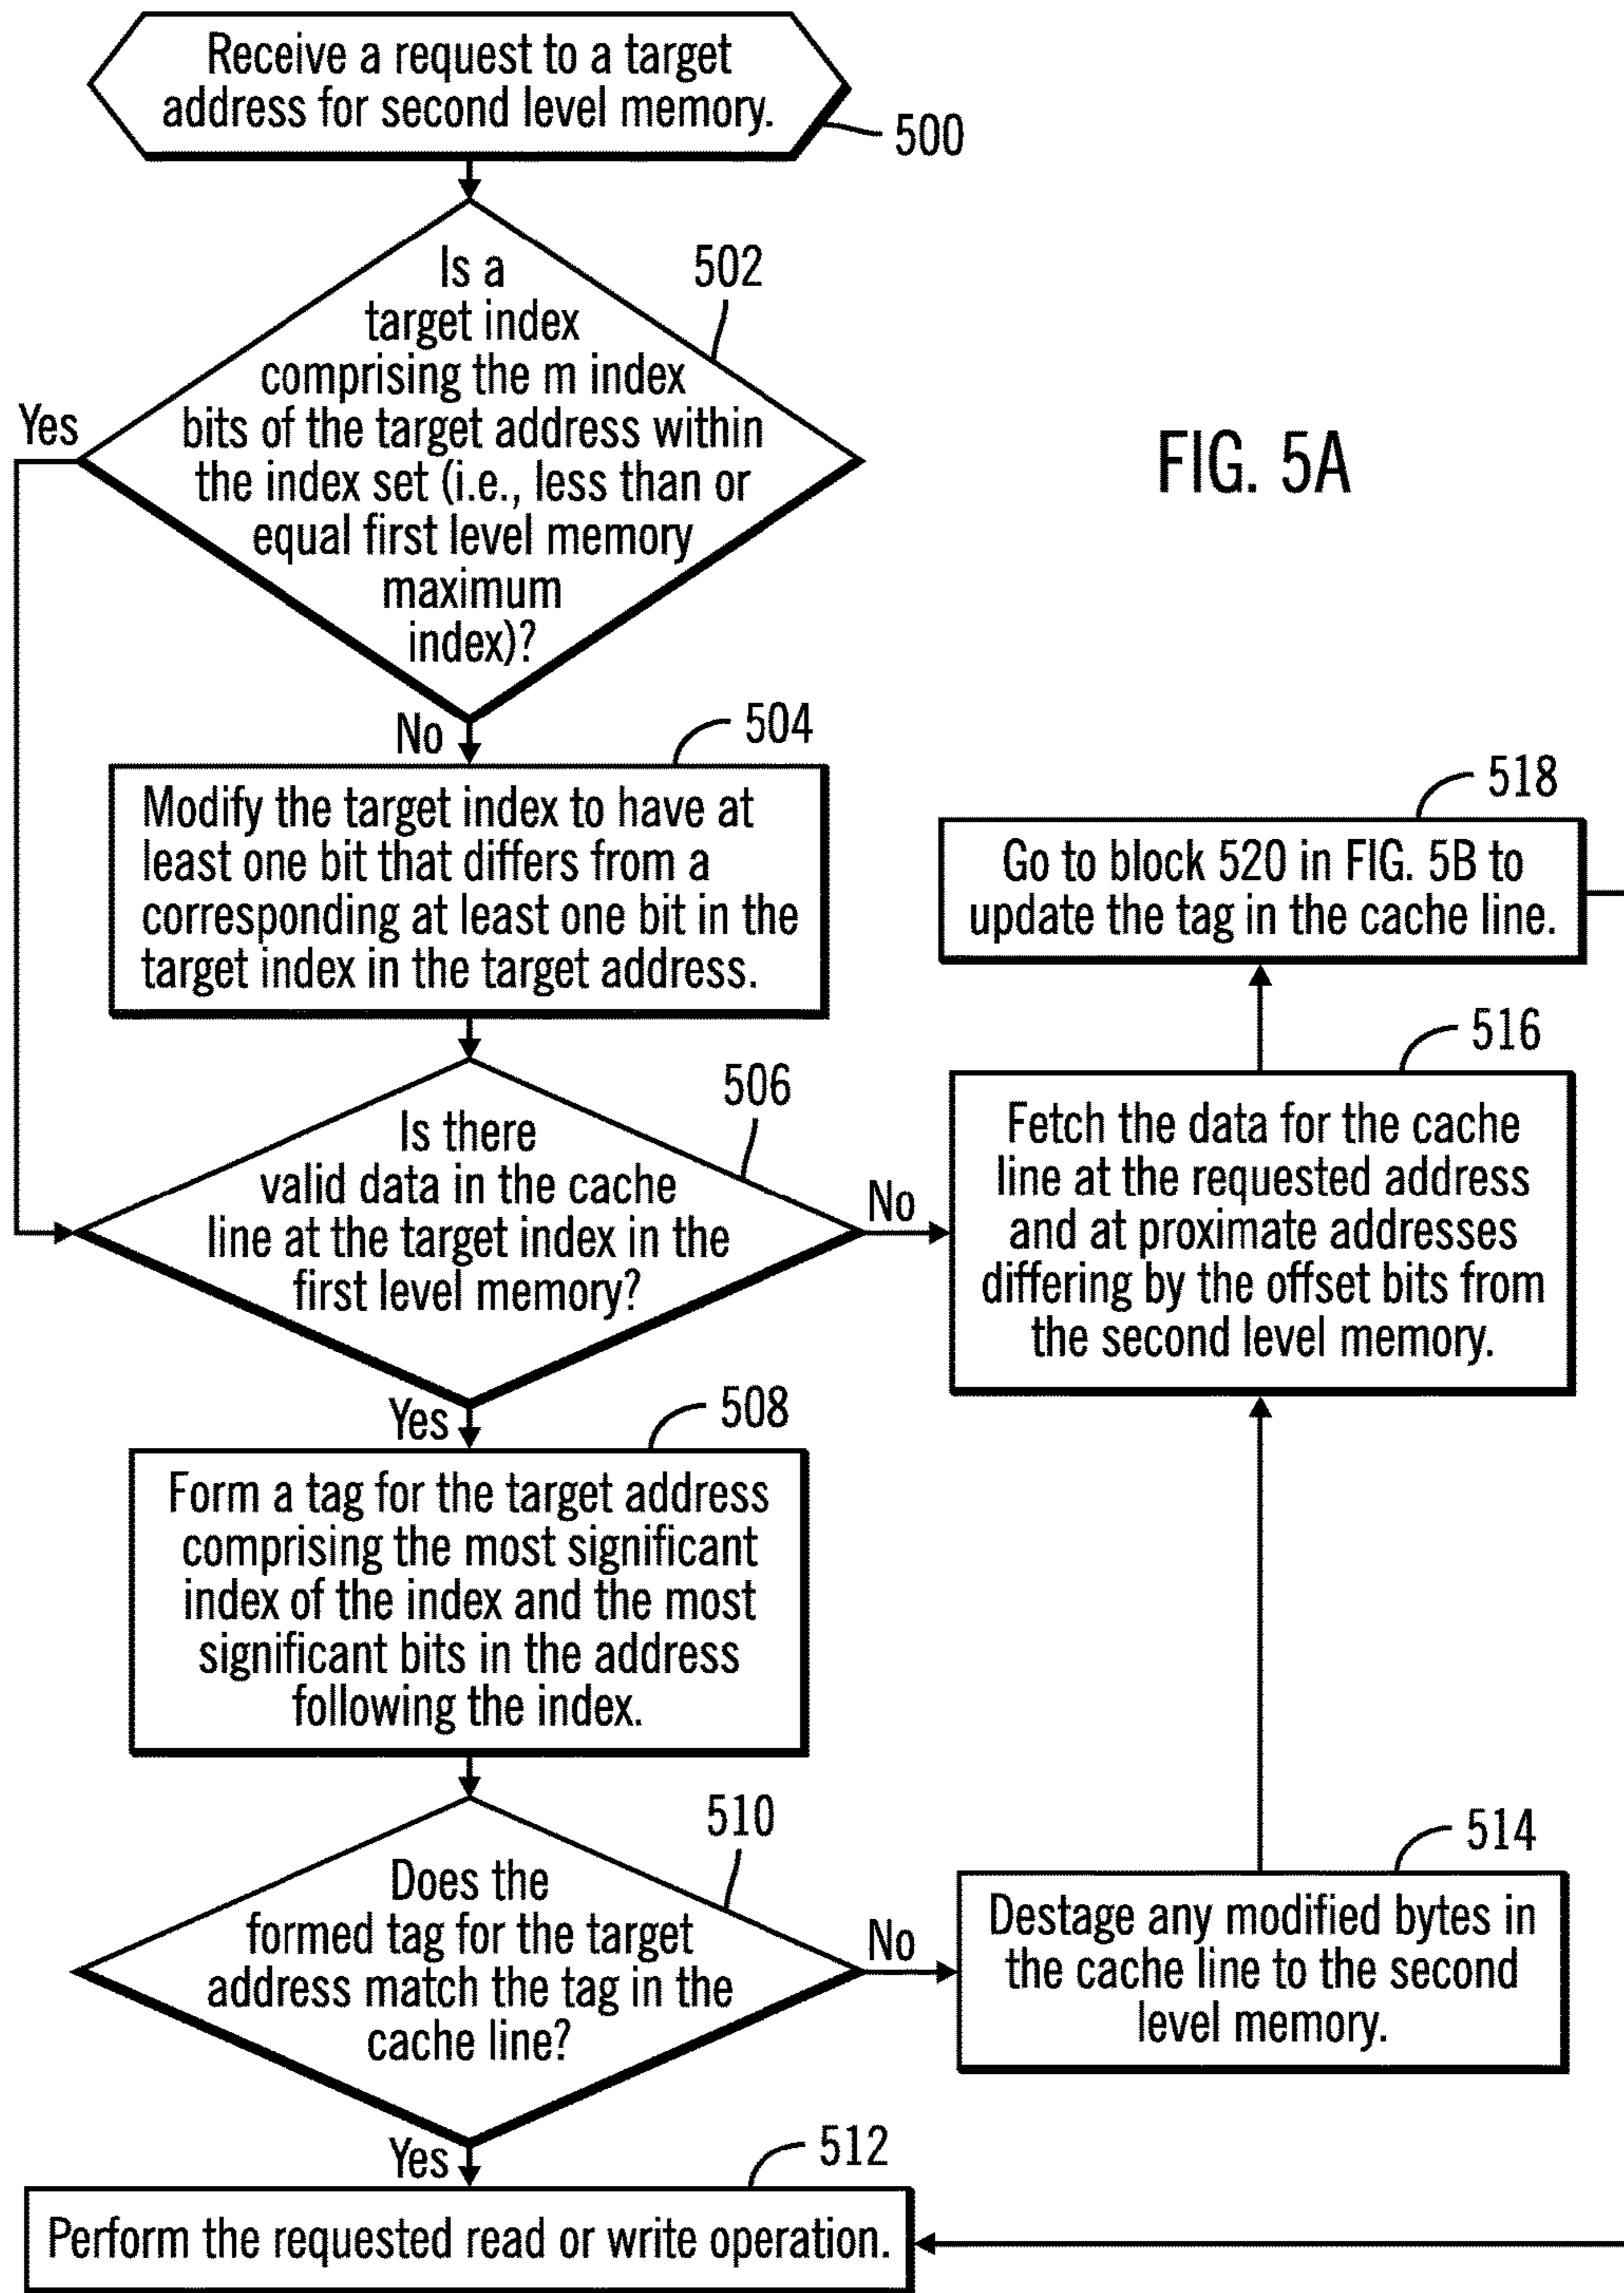 Receive a request to a target
address for second level memory.
500
Is a
target index
comprising the m index
bits of the target address within
the index set (i.e., less than or
equal first level memory
maximum
index)?
502
Yes
No
FIG. 5A
504
Modify the target index to have at
least one bit that differs from a
corresponding at least one bit in the
target index in the target address.
506
Is there
valid data in the cache
line at the target index in the
first level memory?
No
Yes
508
Form a tag for the target address
comprising the most significant
index of the index and the most
significant bits in the address
following the index.
510
Does the
formed tag for the target
address match the tag in the
cache line?
No
Yes
512
Perform the requested read or write operation.
514
Destage any modified bytes in
the cache line to the second
level memory.
516
Fetch the data for the cache
line at the requested address
and at proximate addresses
differing by the offset bits from
the second level memory.
518
Go to block 520 in FIG. 5B to
update the tag in the cache line.